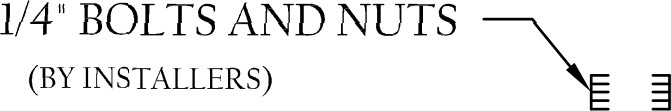 1/4" BOLTS AND NUTS
(BY INSTALLERS)